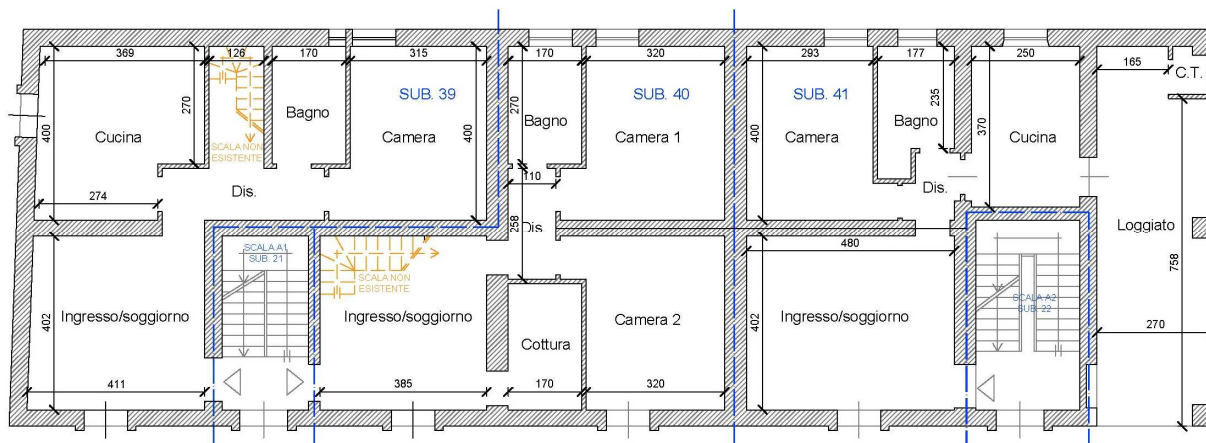 369
126
170
315
170
320
293
177
250
165
C.T.
SUB. 39
SUB. 40
SUB. 41
270
270
235
400
400
400
370
Cucina
Bagno
Camera
Bagno
Camera 1
Camera
Bagno
Cucina
SCALA NON
ESISTENTE
274
Dis.
110
Dis.
Loggiato
258
Dis.
758
480
SCALA A1
SUB. 21
SCALA NON
ESISTENTE
SCALA A2
SUB. 22
402
Ingresso/soggiorno
Ingresso/soggiorno
Cottura
Camera 2
402
Ingresso/soggiorno
270
411
385
170
320